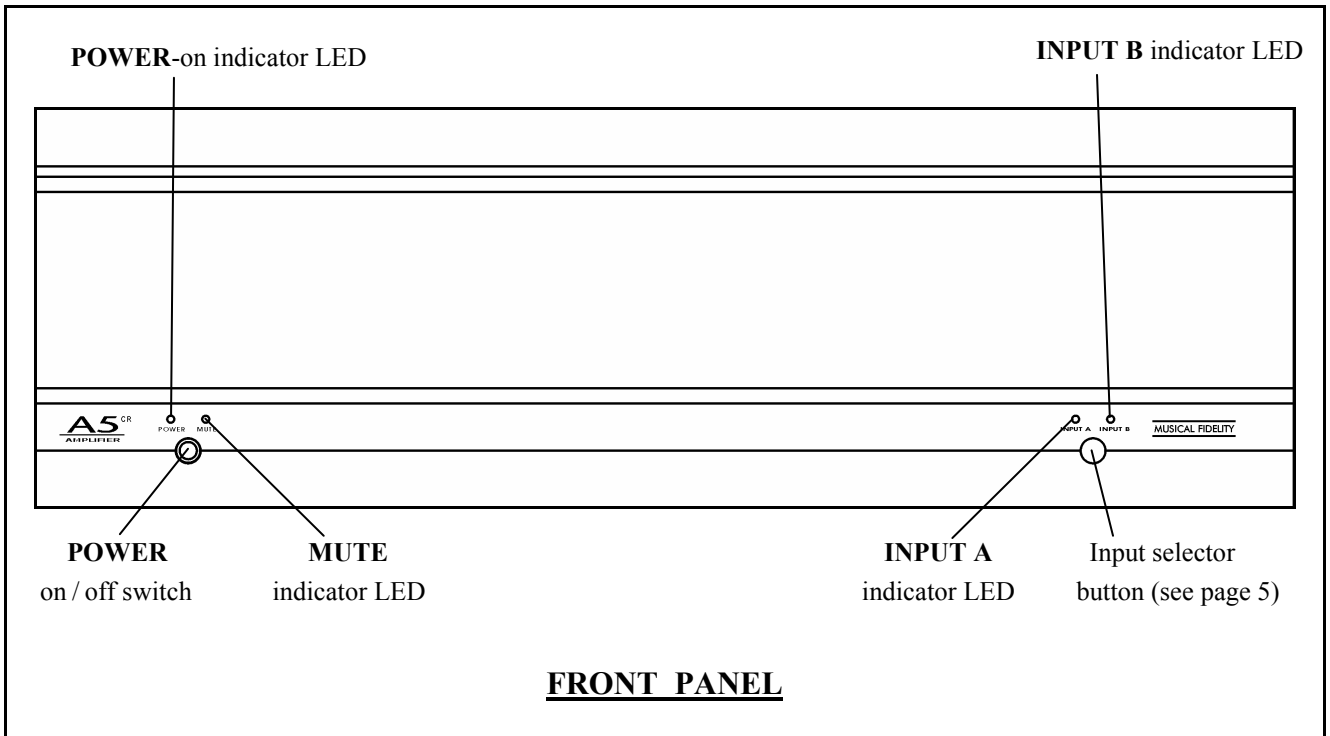 POWER-on indicator LED
INPUT B indicator LED
A5 CR
AMPLIFIER
POWER MUTE
INPUT A INPUT B
MUSICAL FIDELITY
POWER
on / off switch
MUTE
indicator LED
INPUT A
indicator LED
Input selector
button (see page 5)
FRONT PANEL